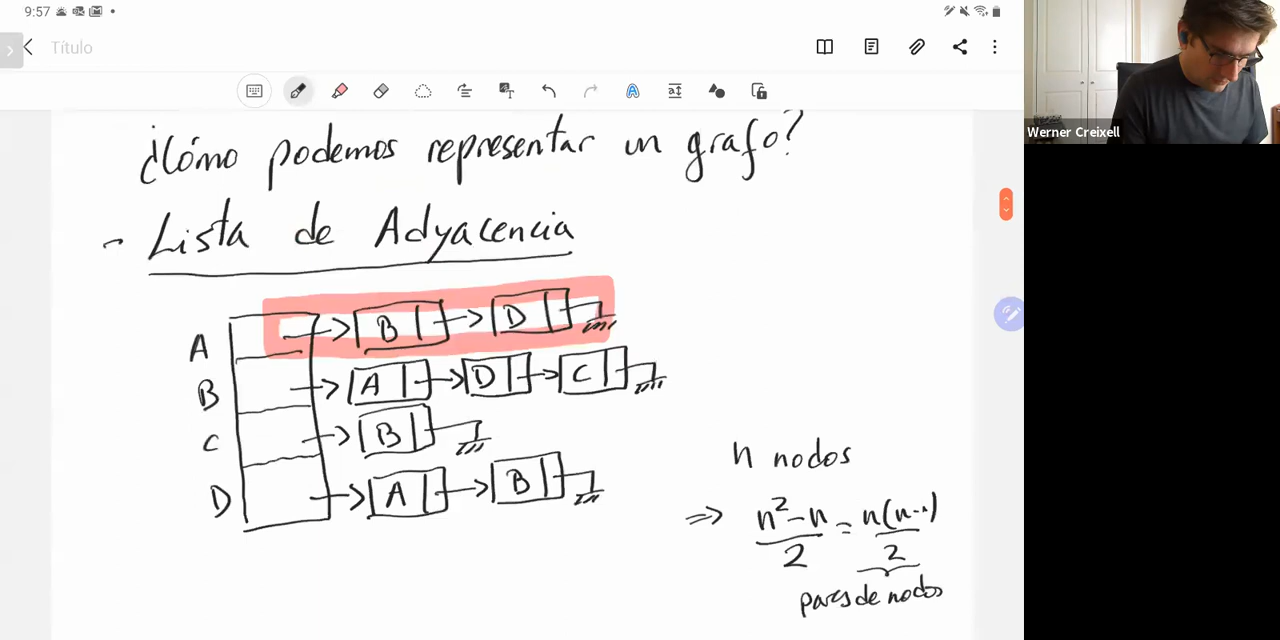 9:57
Título
Werner Creixell
¿Cómo podemos representar un grafo?
- Lista de Adyacencia
A → B → D
B → A → D → C
C → B
D → A → B
n nodos
⇒ n²-n/2 = n(n-1)/2
pares de nodos